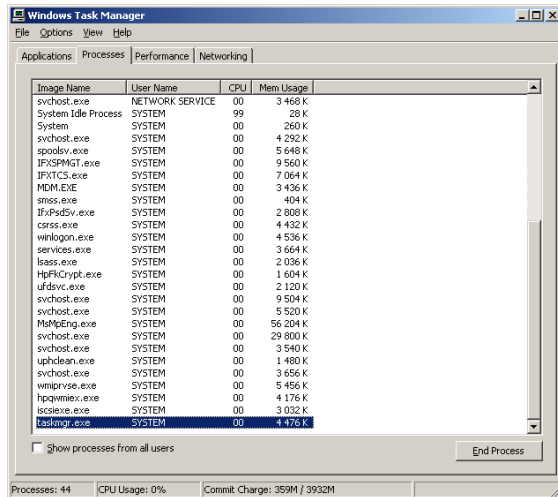 Windows Task Manager
File Options View Help
Applications Processes Performance Networking
Image Name User Name CPU Mem Usage
svchost.exe NETWORK SERVICE 00 3 468 K
System Idle Process SYSTEM 99 28 K
System SYSTEM 00 260 K
svchost.exe SYSTEM 00 4 292 K
spoolsv.exe SYSTEM 00 5 648 K
IFXSPMGT.exe SYSTEM 00 9 560 K
IFXTCS.exe SYSTEM 00 7 064 K
MDM.EXE SYSTEM 00 3 436 K
smss.exe SYSTEM 00 404 K
IfxPsdSv.exe SYSTEM 00 2 808 K
csrss.exe SYSTEM 00 4 432 K
winlogon.exe SYSTEM 00 4 536 K
services.exe SYSTEM 00 3 664 K
lsass.exe SYSTEM 00 2 036 K
HpFkCrypt.exe SYSTEM 00 1 604 K
ufdsvc.exe SYSTEM 00 2 120 K
svchost.exe SYSTEM 00 9 504 K
svchost.exe SYSTEM 00 5 520 K
MsMpEng.exe SYSTEM 00 56 204 K
svchost.exe SYSTEM 00 29 800 K
svchost.exe SYSTEM 00 3 540 K
uphclean.exe SYSTEM 00 1 480 K
svchost.exe SYSTEM 00 3 656 K
wmiprvse.exe SYSTEM 00 5 456 K
hpqwmiex.exe SYSTEM 00 4 176 K
iscsiexe.exe SYSTEM 00 3 032 K
taskmgr.exe SYSTEM 00 4 476 K
Show processes from all users
End Process
Processes: 44 CPU Usage: 0% Commit Charge: 359M / 3932M